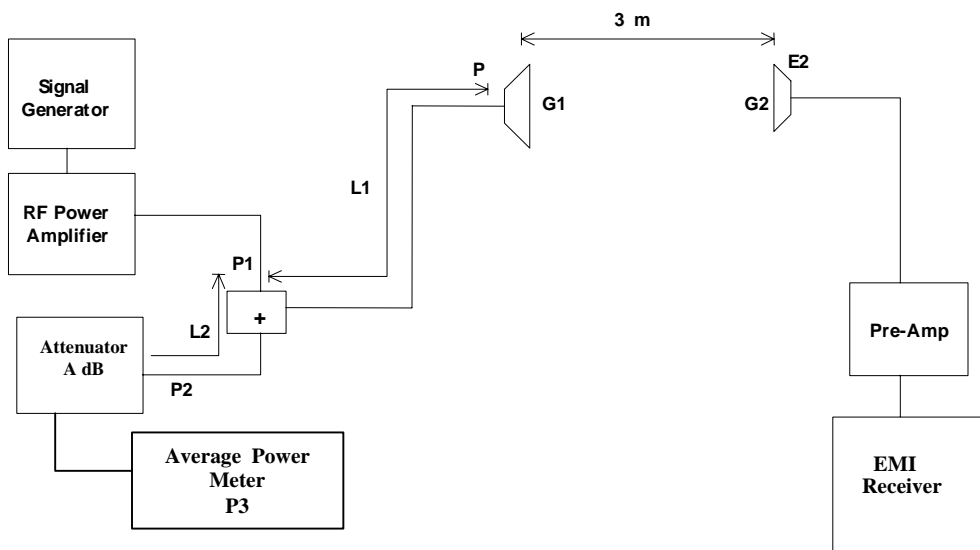 3 m
P
E2
G1
G2
Signal
Generator
L1
RF Power
Amplifier
P1
+
L2
Attenuator
A dB
P2
Pre-Amp
Average Power
Meter
P3
EMI
Receiver